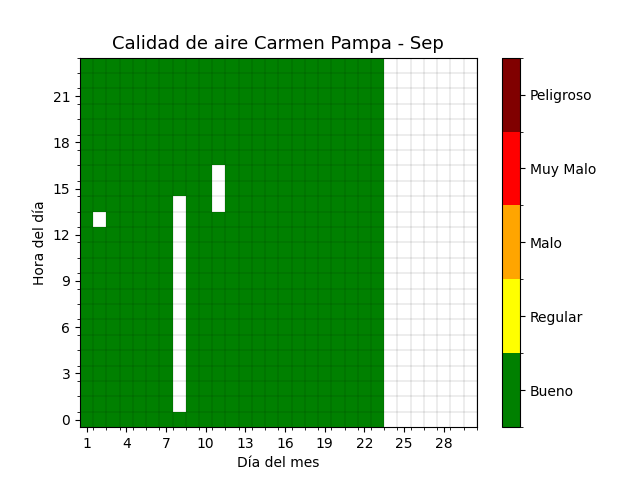 Calidad de aire Carmen Pampa - Sep
Hora del día
21
18
15
12
9
6
3
0
1 4 7 10 13 16 19 22 25 28
Día del mes
Peligroso
Muy Malo
Malo
Regular
Bueno